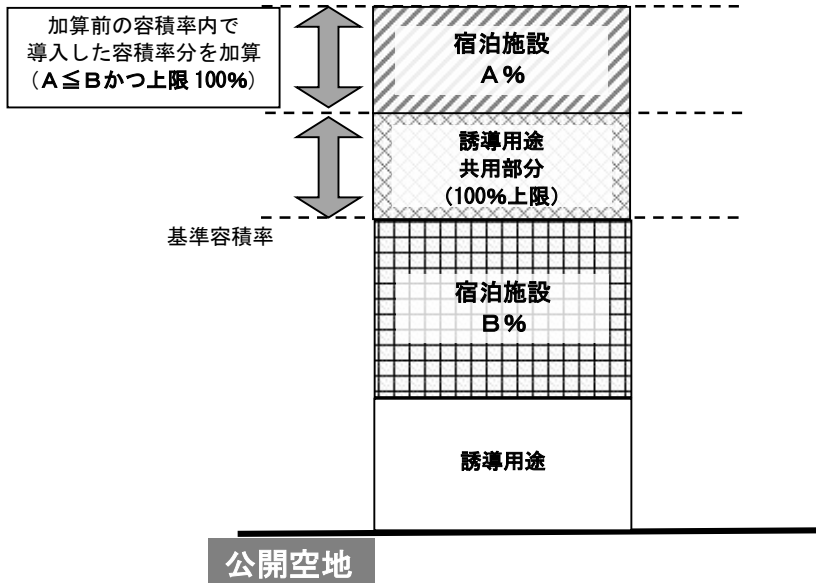 加算前の容積率内で
導入した容積率分を加算
(A≦Bかつ上限100%)
宿泊施設
A%
誘導用途
共用部分
(100%上限)
基準容積率
宿泊施設
B%
誘導用途
公開空地